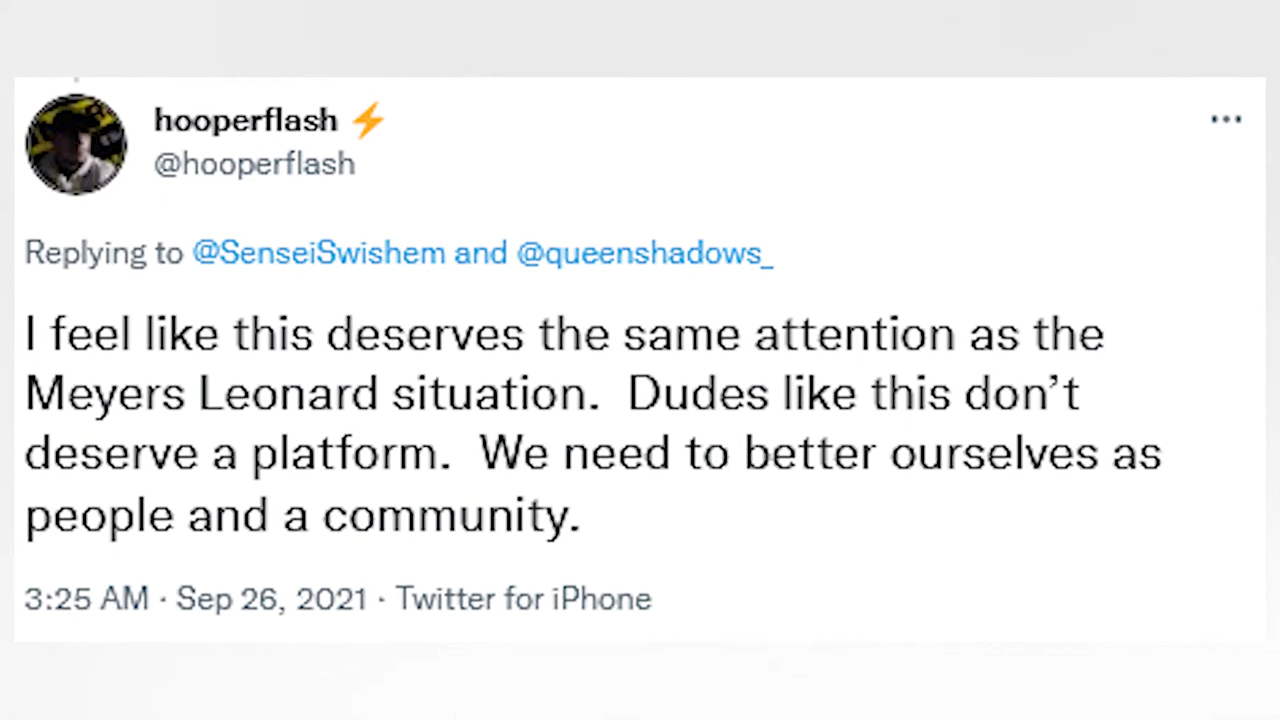 hooperflash ⚡
@hooperflash
Replying to @SenseiSwishem and @queenshadows_
I feel like this deserves the same attention as the
Meyers Leonard situation.  Dudes like this don’t
deserve a platform.  We need to better ourselves as
people and a community.
3:25 AM · Sep 26, 2021 · Twitter for iPhone